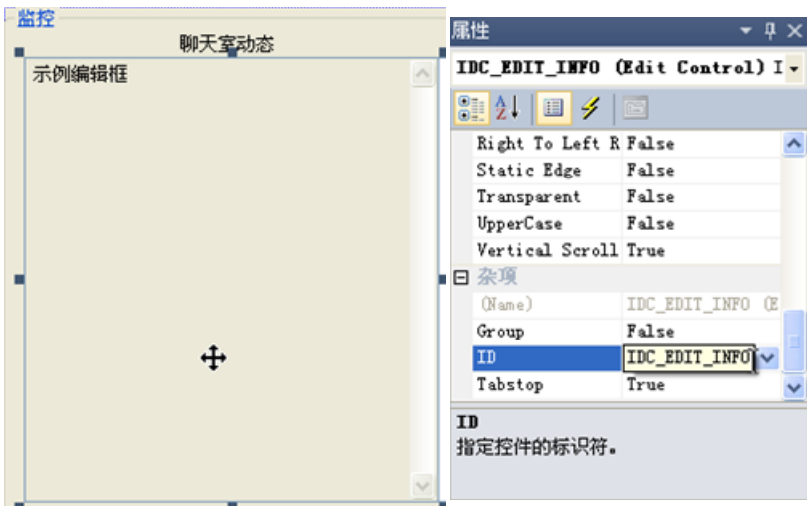 监控
聊天室动态
示例编辑框
属性
IDC_EDIT_INFO (Edit Control) I
Right To Left R False
Static Edge False
Transparent False
UpperCase False
Vertical Scroll True
杂项
(Name) IDC_EDIT_INFO (E
Group False
ID IDC_EDIT_INFO
Tabstop True
ID
指定控件的标识符。